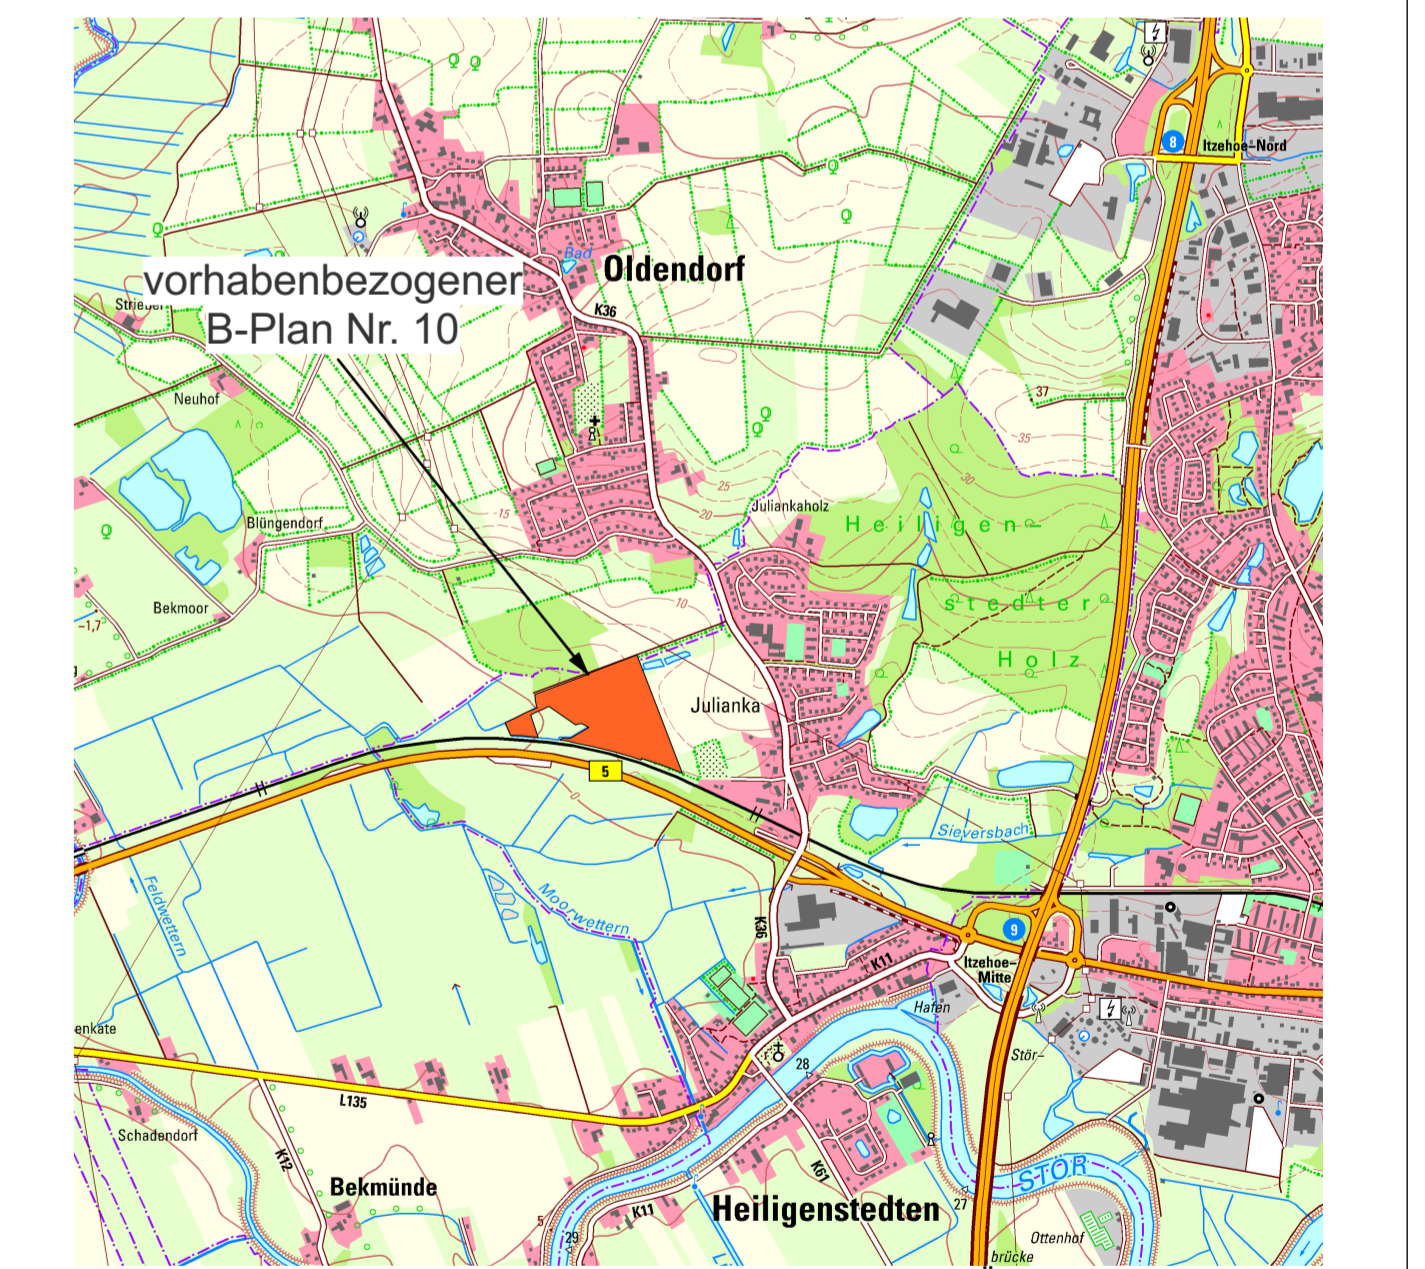 8
Itzehoe-Nord
Bad
Oldendorf
vorhabenbezogener
B-Plan Nr. 10
K36
37
Neuhof
35
30
25
20
15
Juliankaholz
Heiligen-
stedter
Holz
Blüngendorf
Bekmoor
10
-1,7
Julianka
5
0
Sieversbach
Feldwettern
Moorwettern
K36
9
K11
Itzehoe-
Mitte
Hafen
enkate
Stör-
28
L135
Schadendorf
K12
K61
STÖR
Bekmünde
27
Heiligenstedten
K11
5
29
Ottenhof
brücke